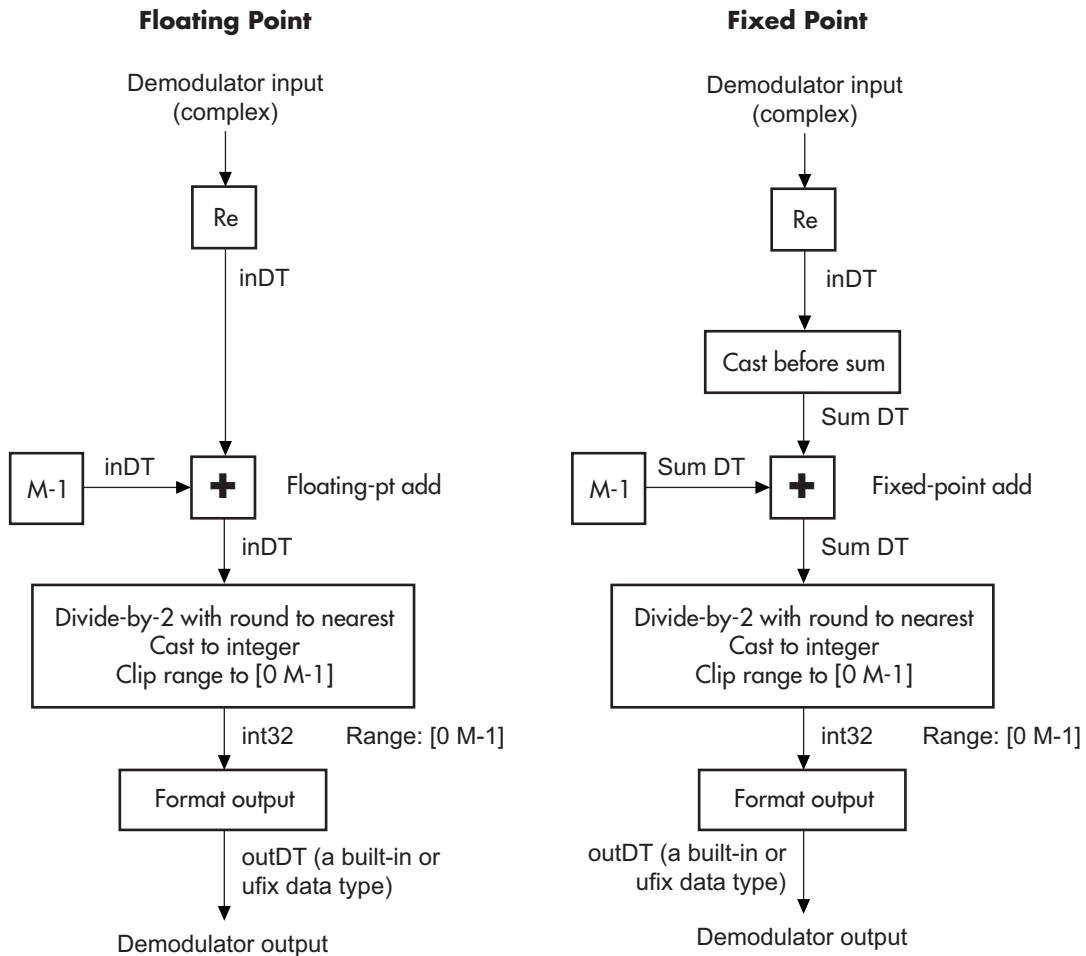 Floating Point
Demodulator input
(complex)
Re
inDT
M-1
inDT
+
Floating-pt add
inDT
Divide-by-2 with round to nearest
Cast to integer
Clip range to [0 M-1]
int32
Range: [0 M-1]
Format output
outDT (a built-in or
ufix data type)
Demodulator output
Fixed Point
Demodulator input
(complex)
Re
inDT
Cast before sum
Sum DT
M-1
Sum DT
+
Fixed-point add
Sum DT
Divide-by-2 with round to nearest
Cast to integer
Clip range to [0 M-1]
int32
Range: [0 M-1]
Format output
outDT (a built-in or
ufix data type)
Demodulator output